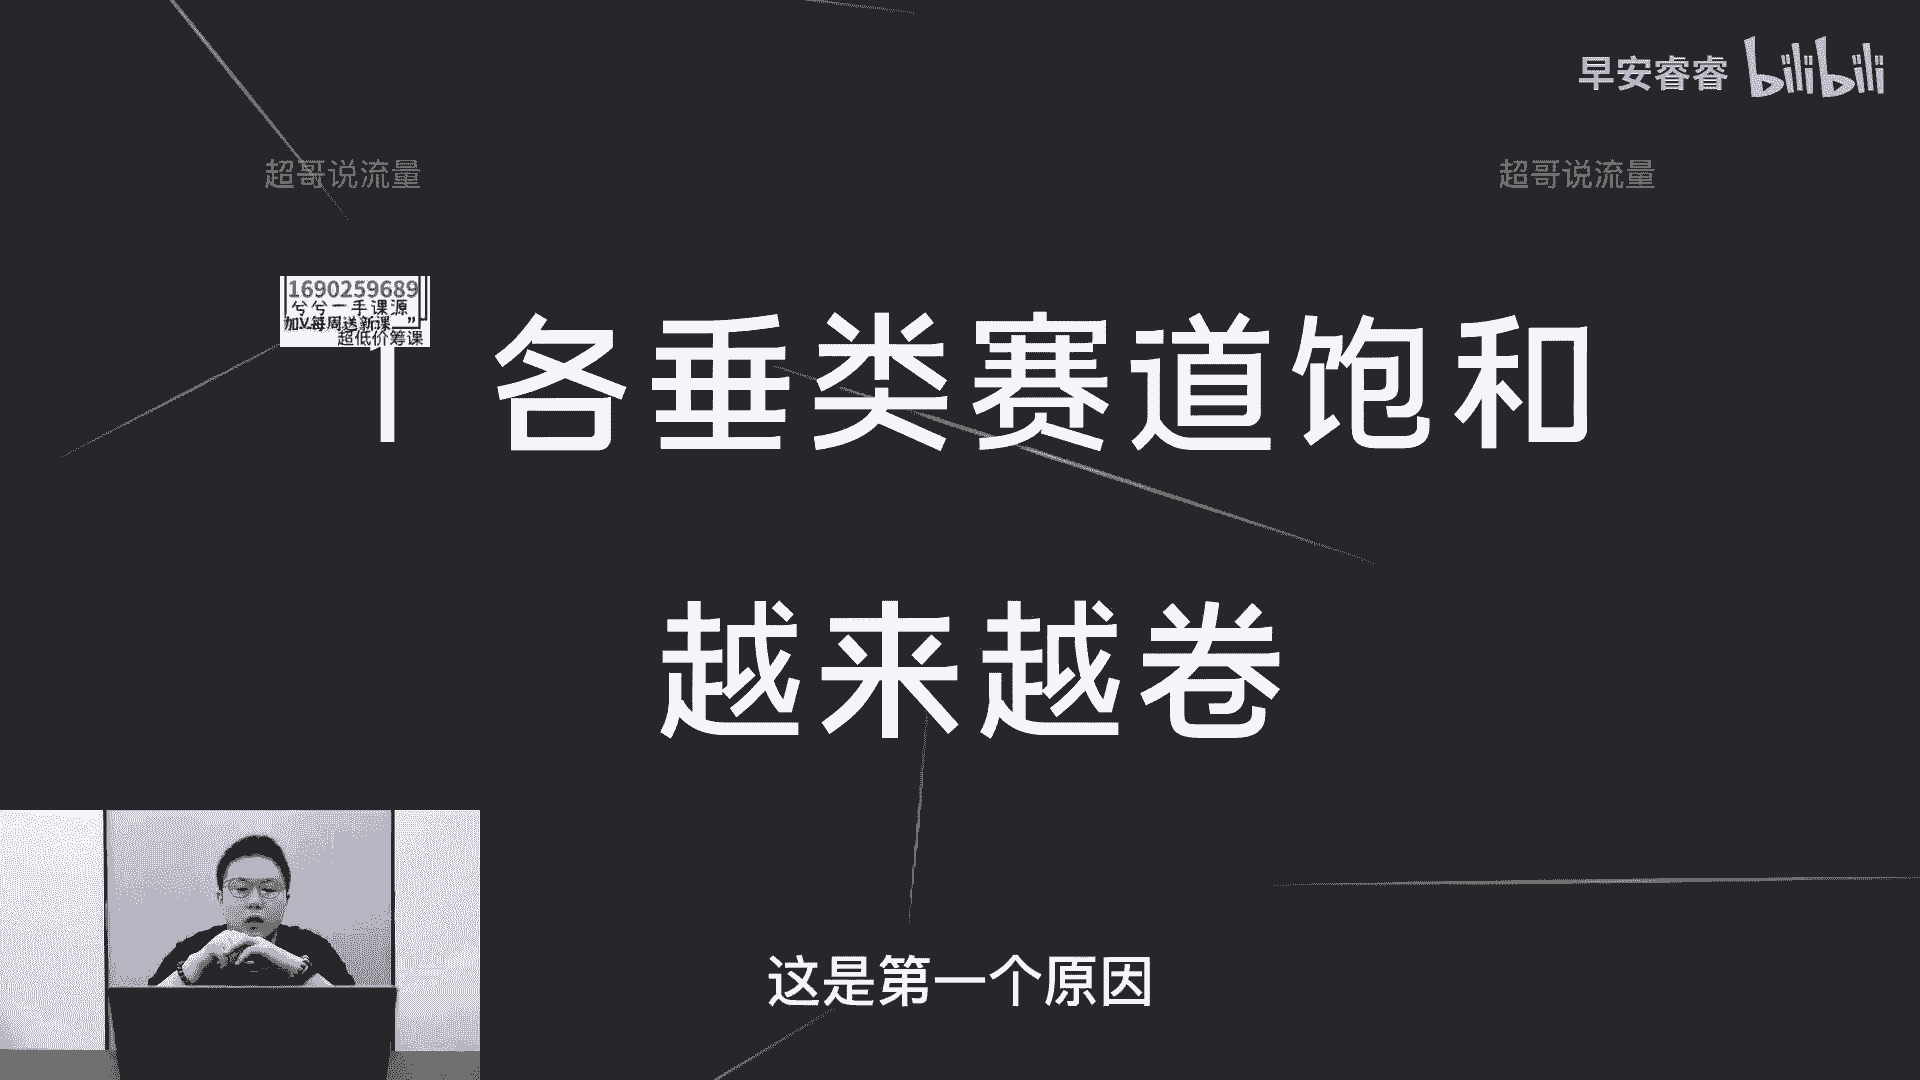 早安睿睿 bilibili
超哥说流量
超哥说流量
1690259689
兮兮一手课源
加V每周送新课
超低价筹课
各垂类赛道饱和
越来越卷
这是第一个原因